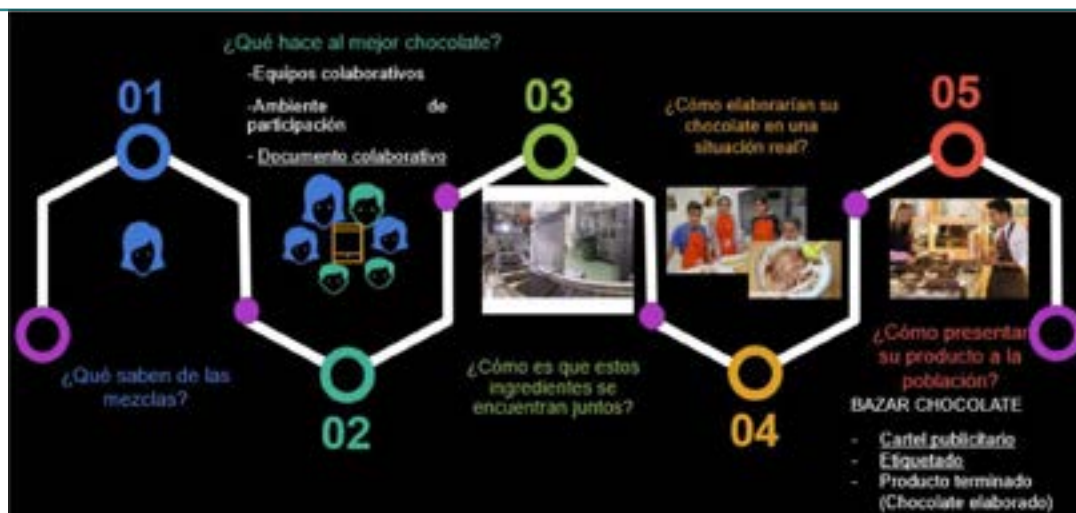 01
¿Qué saben de las
mezclas?
¿Qué hace al mejor chocolate?
-Equipos colaborativos
-Ambiente de
participación
- Documento colaborativo
02
03
¿Cómo es que estos
ingredientes se
encuentran juntos?
¿Cómo elaborarían su
chocolate en una
situación real?
04
05
¿Cómo presentar
su producto a la
población?
BAZAR CHOCOLATE
- Cartel publicitario
- Etiquetado
- Producto terminado
(Chocolate elaborado)